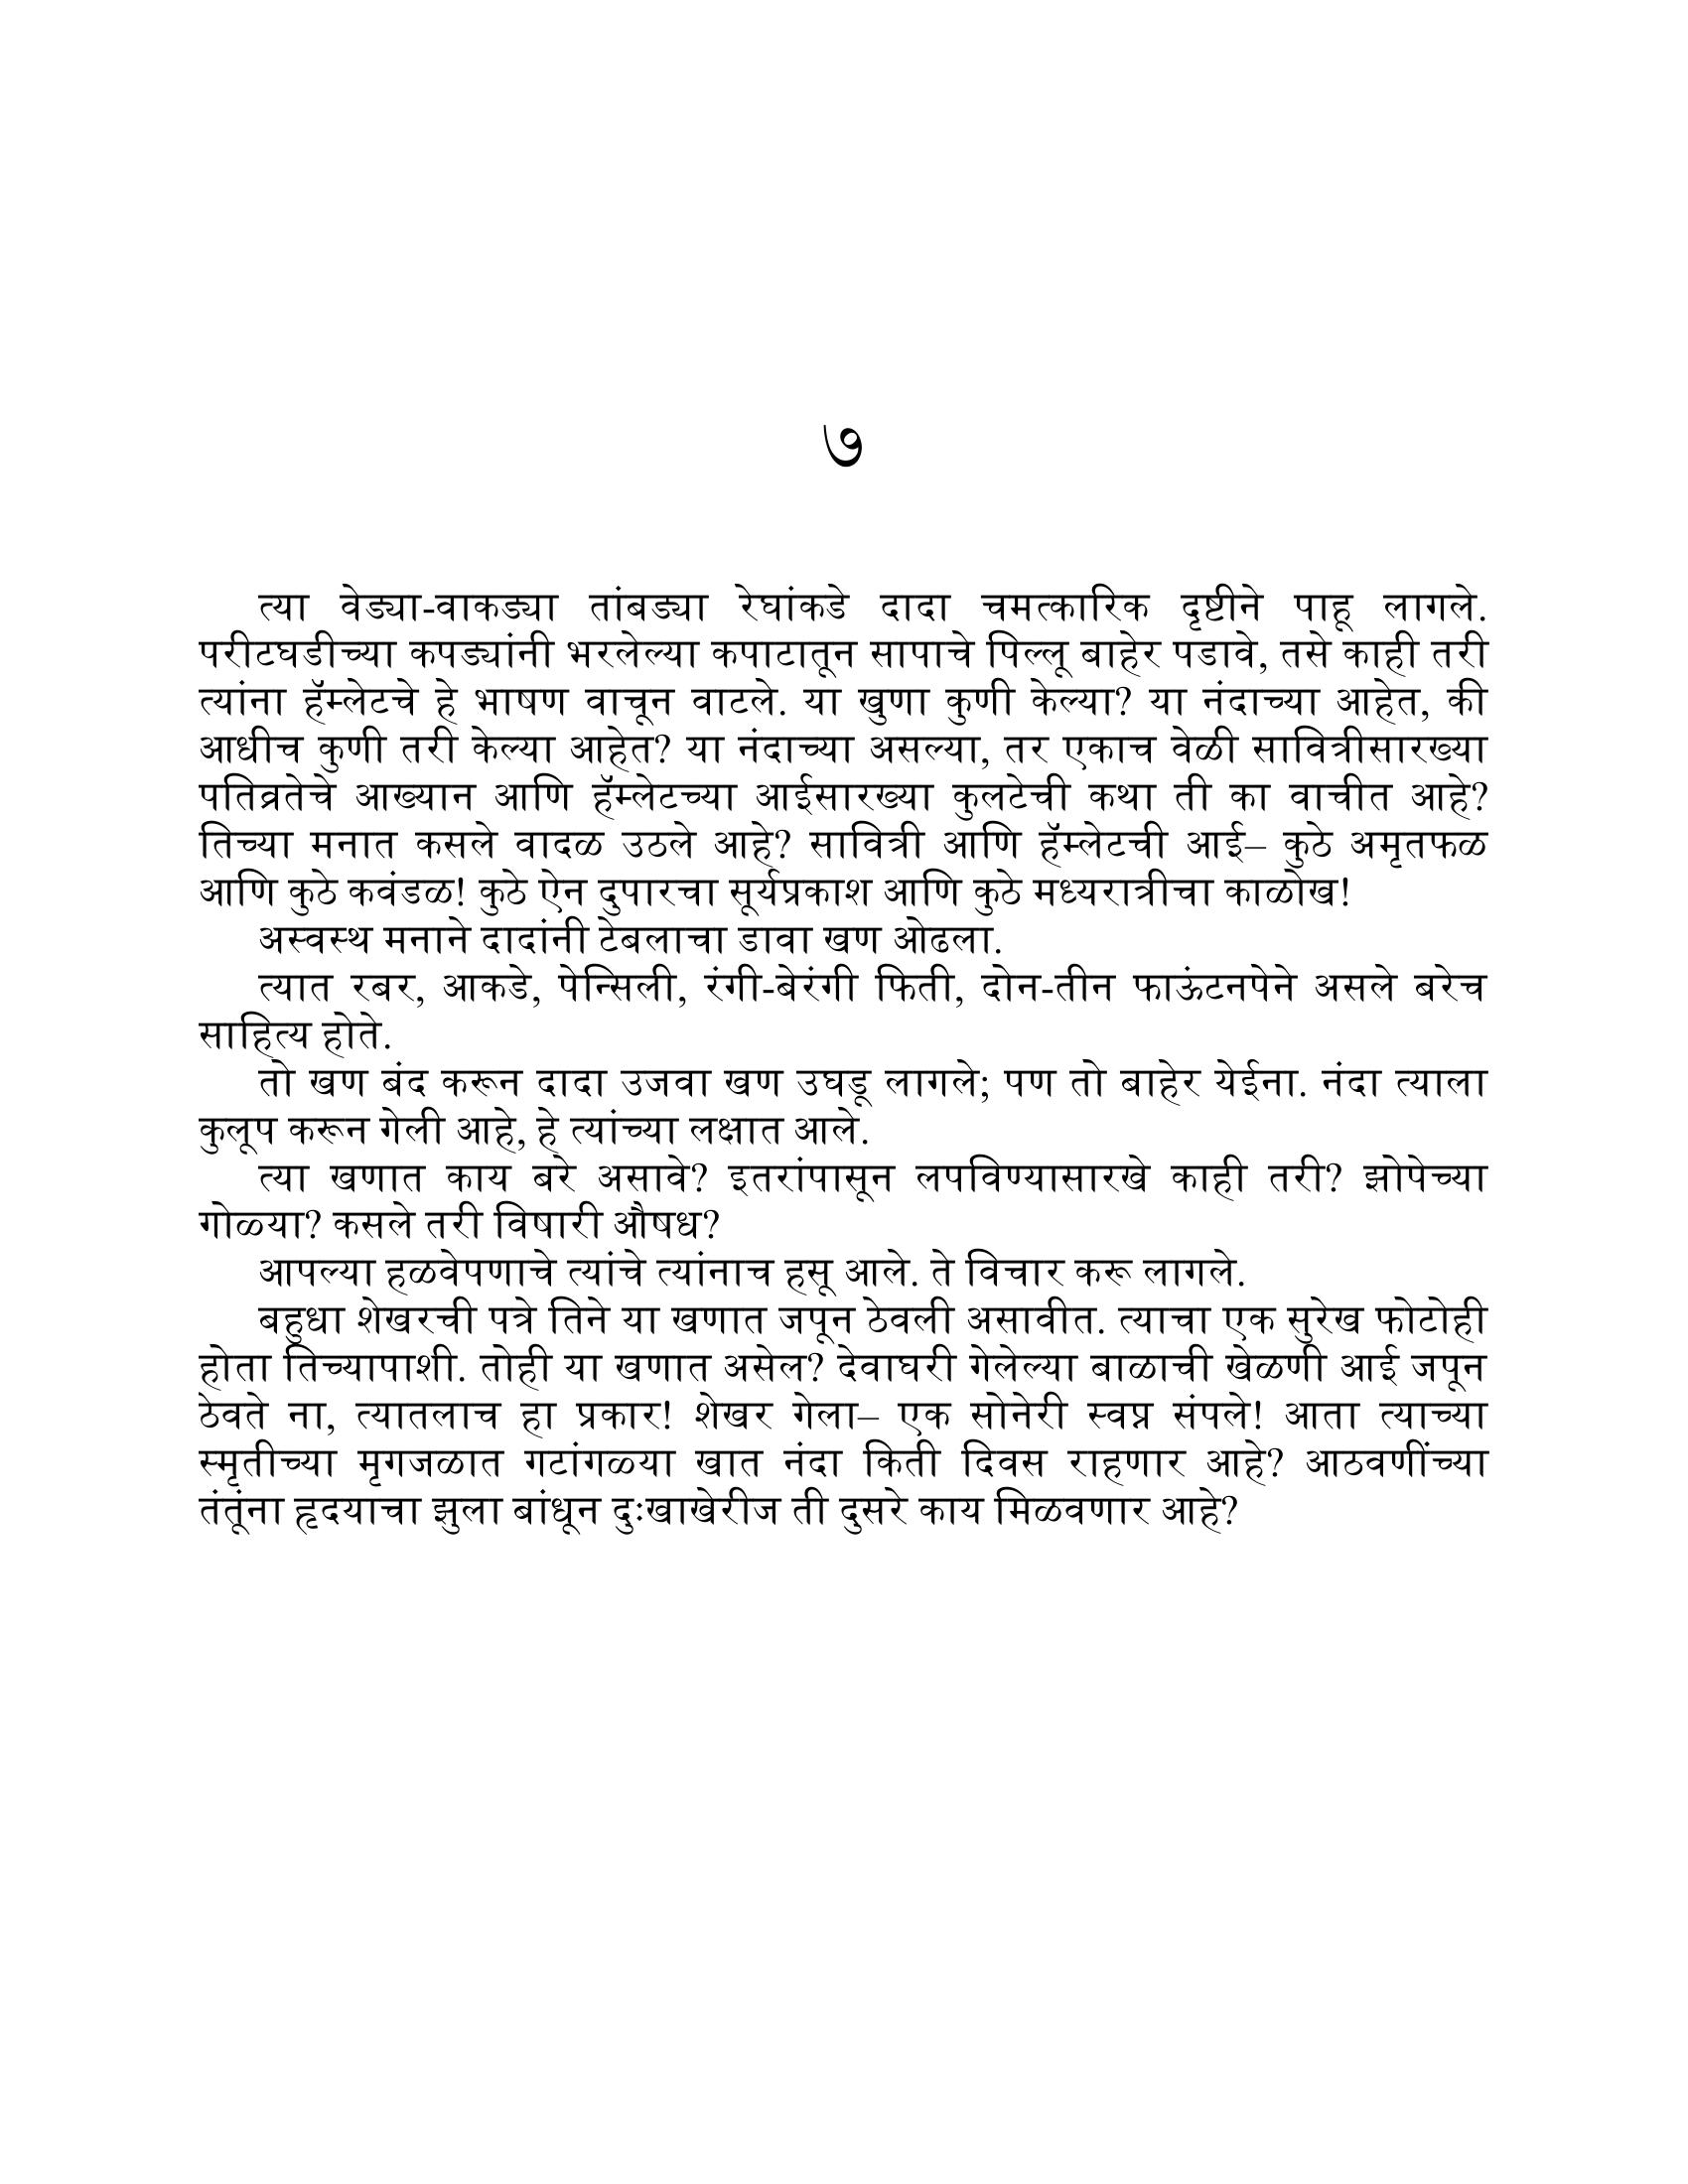 ७
त्या वेड्या-वाकड्या तांबड्या रेघांकडे दादा चमत्कारिक दृष्टीने पाहू लागले.
परीटघडीच्या कपड्यांनी भरलेल्या कपाटातून सापाचे पिल्लू बाहेर पडावे, तसे काही तरी
त्यांना हॅम्लेटचे हे भाषण वाचून वाटले. या खुणा कुणी केल्या? या नंदाच्या आहेत, की
आधीच कुणी तरी केल्या आहेत? या नंदाच्या असल्या, तर एकाच वेळी सावित्रीसारख्या
पतिव्रतेचे आख्यान आणि हॅम्लेटच्या आईसारख्या कुलटेची कथा ती का वाचीत आहे?
तिच्या मनात कसले वादळ उठले आहे? सावित्री आणि हॅम्लेटची आई– कुठे अमृतफळ
आणि कुठे कवंडळ! कुठे ऐन दुपारचा सूर्यप्रकाश आणि कुठे मध्यरात्रीचा काळोख!
अस्वस्थ मनाने दादांनी टेबलाचा डावा खण ओढला.
त्यात रबर, आकडे, पेन्सिली, रंगी-बेरंगी फिती, दोन-तीन फाऊंटनपेने असले बरेच
साहित्य होते.
तो खण बंद करून दादा उजवा खण उघडू लागले; पण तो बाहेर येईना. नंदा त्याला
कुलूप करून गेली आहे, हे त्यांच्या लक्षात आले.
त्या खणात काय बरे असावे? इतरांपासून लपविण्यासारखे काही तरी? झोपेच्या
गोळ्या? कसले तरी विषारी औषध?
आपल्या हळवेपणाचे त्यांचे त्यांनाच हसू आले. ते विचार करू लागले.
बहुधा शेखरची पत्रे तिने या खणात जपून ठेवली असावीत. त्याचा एक सुरेख फोटोही
होता तिच्यापाशी. तोही या खणात असेल? देवाघरी गेलेल्या बाळाची खेळणी आई जपून
ठेवते ना, त्यातलाच हा प्रकार! शेखर गेला– एक सोनेरी स्वप्न संपले! आता त्याच्या
स्मृतीच्या मृगजळात गटांगळ्या खात नंदा किती दिवस राहणार आहे? आठवणींच्या
तंतूंना हृदयाचा झुला बांधून दुःखाखेरीज ती दुसरे काय मिळवणार आहे?